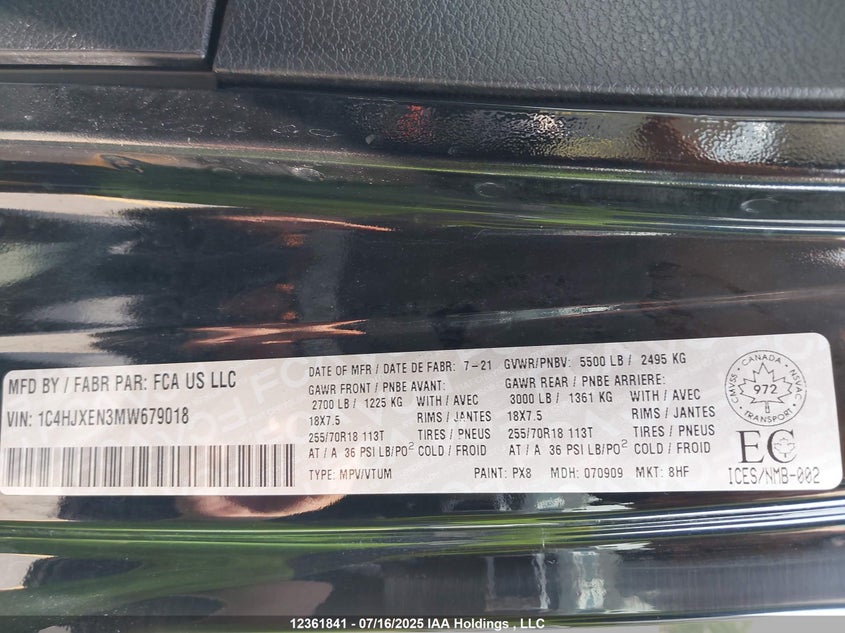 MFD BY / FABR PAR: FCA US LLC
VIN: 1C4HJXEN3MW679018
DATE OF MFR / DATE DE FABR: 7-21 GVWR/PNBV: 5500 LB / 2495 KG
GAWR FRONT / PNBE AVANT: GAWR REAR / PNBE ARRIERE:
2700 LB / 1225 KG WITH / AVEC 3000 LB / 1361 KG WITH / AVEC
18X7.5 RIMS / JANTES 18X7.5 RIMS / JANTES
255/70R18 113T TIRES / PNEUS 255/70R18 113T TIRES / PNEUS
AT / A 36 PSI LB/PO² COLD / FROID AT / A 36 PSI LB/PO² COLD / FROID
TYPE: MPV/VTUM PAINT: PX8 MDH: 070909 MKT: 8HF
CANADA
CMVSS 972 NSVAC
TRANSPORT
EC
ICES/NMB-002
12361841 - 07/16/2025 IAA Holdings , LLC